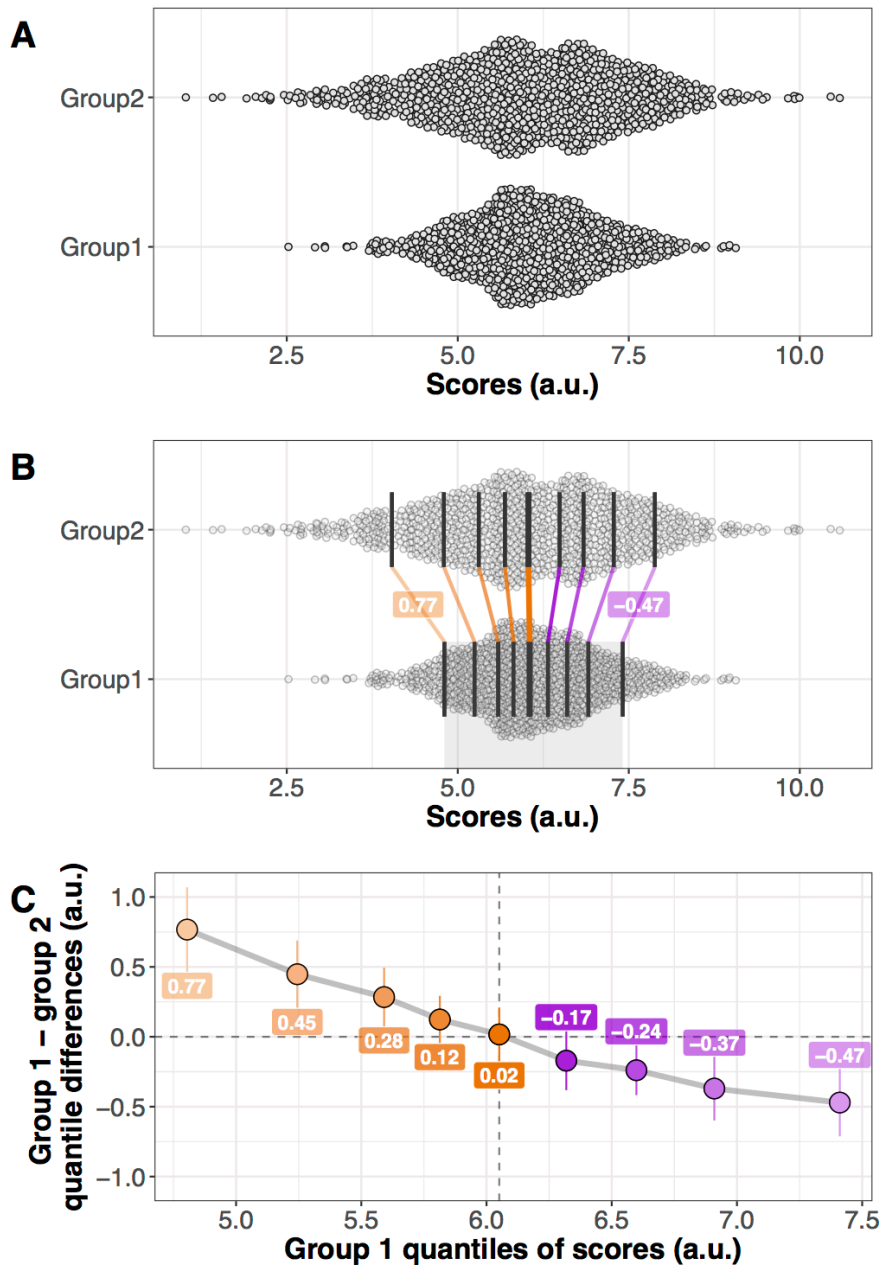 A
Group2
Group1
2.5 5.0 7.5 10.0
Scores (a.u.)
B
Group2
0.77 −0.47
Group1
2.5 5.0 7.5 10.0
Scores (a.u.)
C
Group 1 − group 2
quantile differences (a.u.)
1.0
0.5
0.0
−0.5
−1.0
0.77
0.45
0.28
0.12
0.02
−0.17
−0.24
−0.37
−0.47
5.0 5.5 6.0 6.5 7.0 7.5
Group 1 quantiles of scores (a.u.)